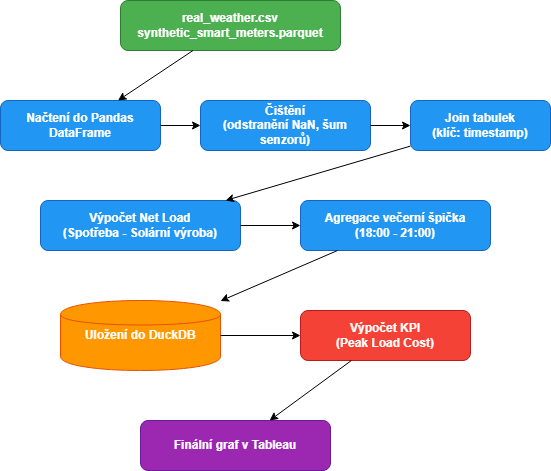 real_weather.csv
synthetic_smart_meters.parquet
Načtení do Pandas
DataFrame
Čištění
(odstranění NaN, šum
senzorů)
Join tabulek
(klíč: timestamp)
Výpočet Net Load
(Spotřeba - Solární výroba)
Agregace večerní špička
(18:00 - 21:00)
Uložení do DuckDB
Výpočet KPI
(Peak Load Cost)
Finální graf v Tableau